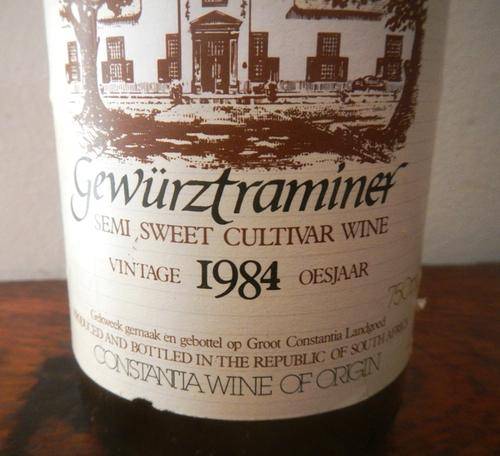 Gewürztraminer
SEMI SWEET CULTIVAR WINE
VINTAGE 1984 OESJAAR
750
Gekweek gemaak en gebottel op Groot Constantia Landgoed
PRODUCED AND BOTTLED IN THE REPUBLIC OF SOUTH AFRICA
CONSTANTIA WINE OF ORIGIN